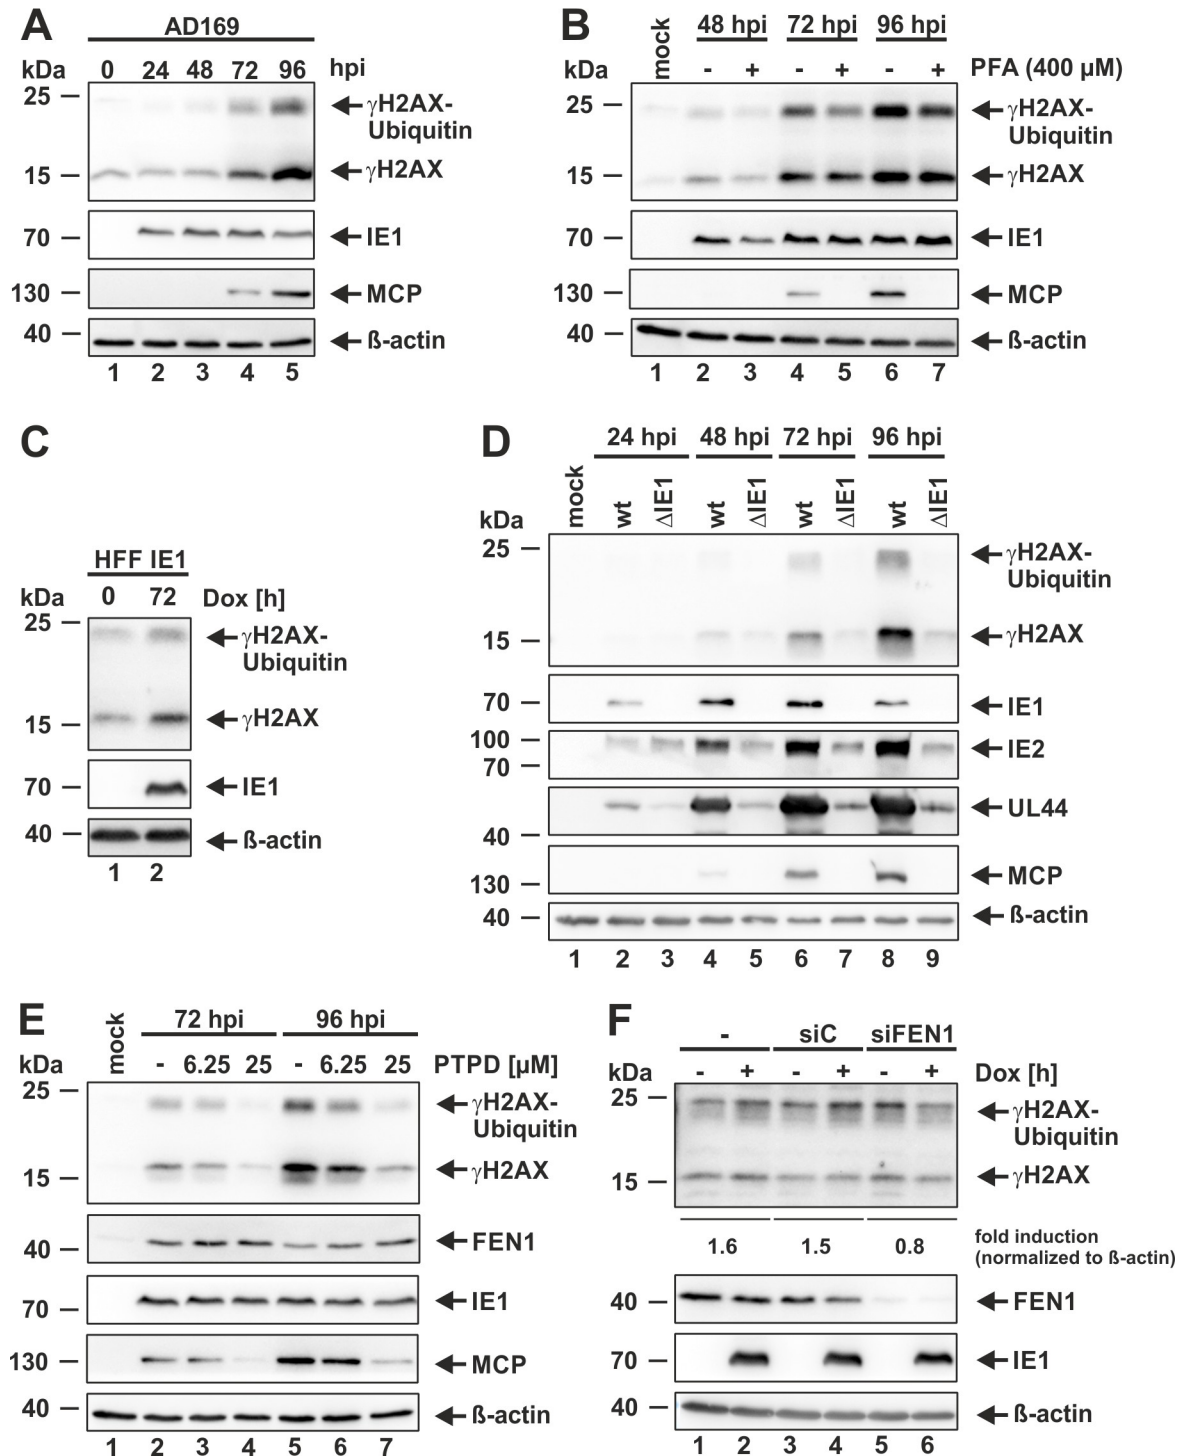 A
AD169
kDa 0 24 48 72 96 hpi
25
γH2AX-
Ubiquitin
15 γH2AX
70 IE1
130 MCP
40 ß-actin
1 2 3 4 5
B
mock 48 hpi 72 hpi 96 hpi
kDa - + - + - + PFA (400 µM)
25 γH2AX-
Ubiquitin
15 γH2AX
70 IE1
130 MCP
40 ß-actin
1 2 3 4 5 6 7
C
HFF IE1
kDa 0 72 Dox [h]
25
γH2AX-
Ubiquitin
15 γH2AX
70 IE1
40 ß-actin
1 2
D
24 hpi 48 hpi 72 hpi 96 hpi
mock wt ΔIE1 wt ΔIE1 wt ΔIE1 wt ΔIE1
kDa
25 γH2AX-
Ubiquitin
15 γH2AX
70 IE1
100 IE2
70
UL44
40
MCP
130
40 ß-actin
1 2 3 4 5 6 7 8 9
E
mock 72 hpi 96 hpi
kDa - 6.25 25 - 6.25 25 PTPD [µM]
25 γH2AX-
Ubiquitin
15 γH2AX
40 FEN1
70 IE1
130 MCP
40 ß-actin
1 2 3 4 5 6 7
F
- siC siFEN1
kDa - + - + - + Dox [h]
25 γH2AX-
Ubiquitin
15 γH2AX
1.6 1.5 0.8 fold induction
(normalized to ß-actin)
40 FEN1
70 IE1
40 ß-actin
1 2 3 4 5 6